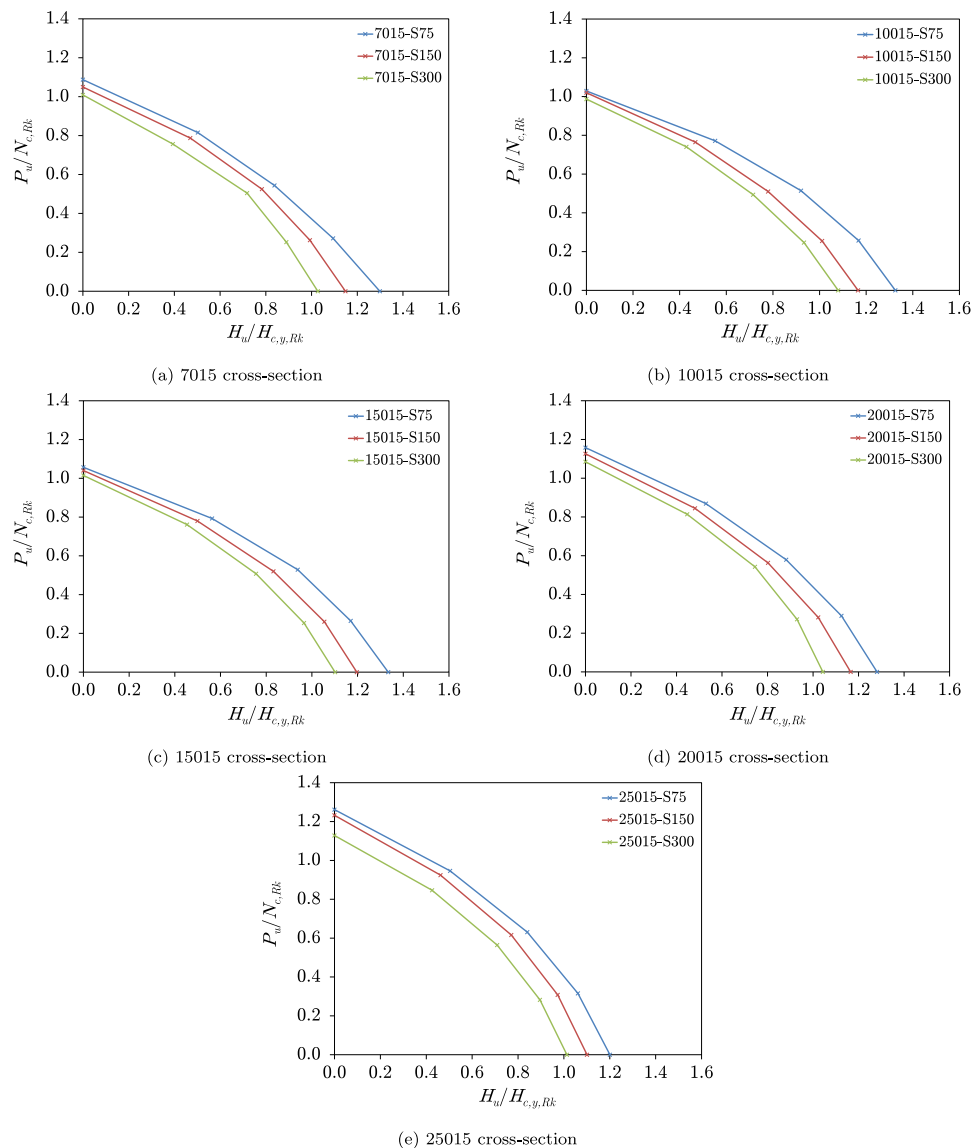 1.4
1.2
1.0
0.8
0.6
0.4
0.2
0.0
P_u/N_{c,Rk}
7015-S75
7015-S150
7015-S300
0.0 0.2 0.4 0.6 0.8 1.0 1.2 1.4 1.6
H_u/H_{c,y,Rk}
(a) 7015 cross-section
1.4
1.2
1.0
0.8
0.6
0.4
0.2
0.0
P_u/N_{c,Rk}
10015-S75
10015-S150
10015-S300
0.0 0.2 0.4 0.6 0.8 1.0 1.2 1.4 1.6
H_u/H_{c,y,Rk}
(b) 10015 cross-section
1.4
1.2
1.0
0.8
0.6
0.4
0.2
0.0
P_u/N_{c,Rk}
15015-S75
15015-S150
15015-S300
0.0 0.2 0.4 0.6 0.8 1.0 1.2 1.4 1.6
H_u/H_{c,y,Rk}
(c) 15015 cross-section
1.4
1.2
1.0
0.8
0.6
0.4
0.2
0.0
P_u/N_{c,Rk}
20015-S75
20015-S150
20015-S300
0.0 0.2 0.4 0.6 0.8 1.0 1.2 1.4 1.6
H_u/H_{c,y,Rk}
(d) 20015 cross-section
1.4
1.2
1.0
0.8
0.6
0.4
0.2
0.0
P_u/N_{c,Rk}
25015-S75
25015-S150
25015-S300
0.0 0.2 0.4 0.6 0.8 1.0 1.2 1.4 1.6
H_u/H_{c,y,Rk}
(e) 25015 cross-section